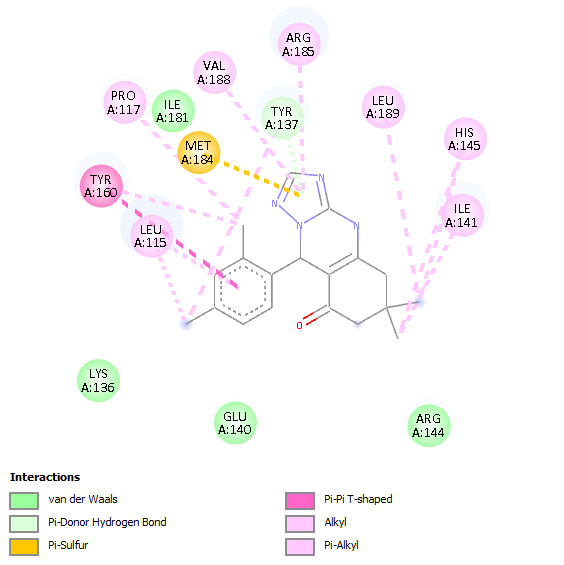 ARG
A:185
VAL
A:188
PRO
A:117
ILE
A:181
TYR
A:137
LEU
A:189
HIS
A:145
MET
A:184
TYR
A:160
ILE
A:141
LEU
A:115
N
N
N
N
O
LYS
A:136
GLU
A:140
ARG
A:144
Interactions
van der Waals
Pi-Donor Hydrogen Bond
Pi-Sulfur
Pi-Pi T-shaped
Alkyl
Pi-Alkyl